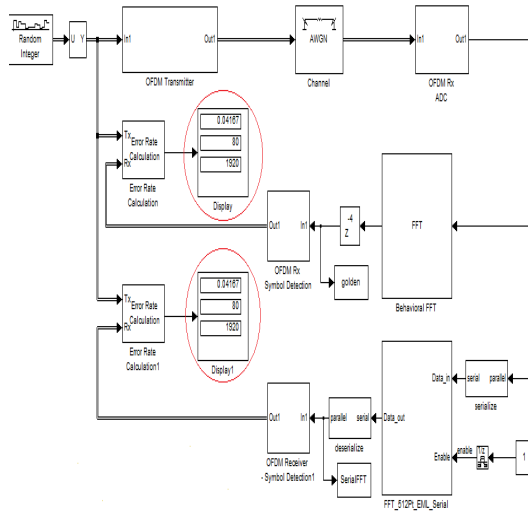 Random
Integer
U Y
In1 Out1
OFDM Transmitter
AWGN
Channel
In1 Out1
OFDM Rx
ADC
Tx
Rx
Error Rate
Calculation
Error Rate
Calculation
0.04167
80
1920
Display
Out1 In1
OFDM Rx
Symbol Detection
-4
Z
golden
FFT
Behavioral FFT
Tx
Rx
Error Rate
Calculation
Error Rate
Calculation1
0.04167
80
1920
Display1
Out1 In1
OFDM Receiver
- Symbol Detection1
parallel serial
deserialize
SerialFFT
Data_in
Data_out
Enable
FFT_512Pt_EML_Serial
serial parallel
serialize
enable
1/z
1